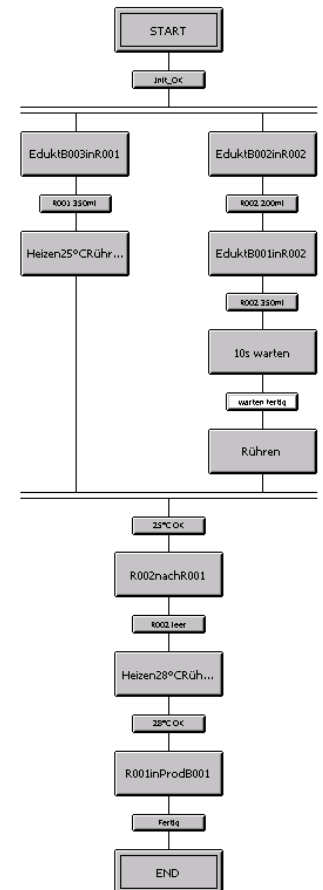 START
Init_OK
EduktB003inR001
EduktB002inR002
R001 350ml
R002 200ml
Heizen25°CRühr...
EduktB001inR002
R002 350ml
10s warten
warten fertig
Rühren
25°C OK
R002nachR001
R002 leer
Heizen28°CRüh...
28°C OK
R001inProdB001
Fertig
END